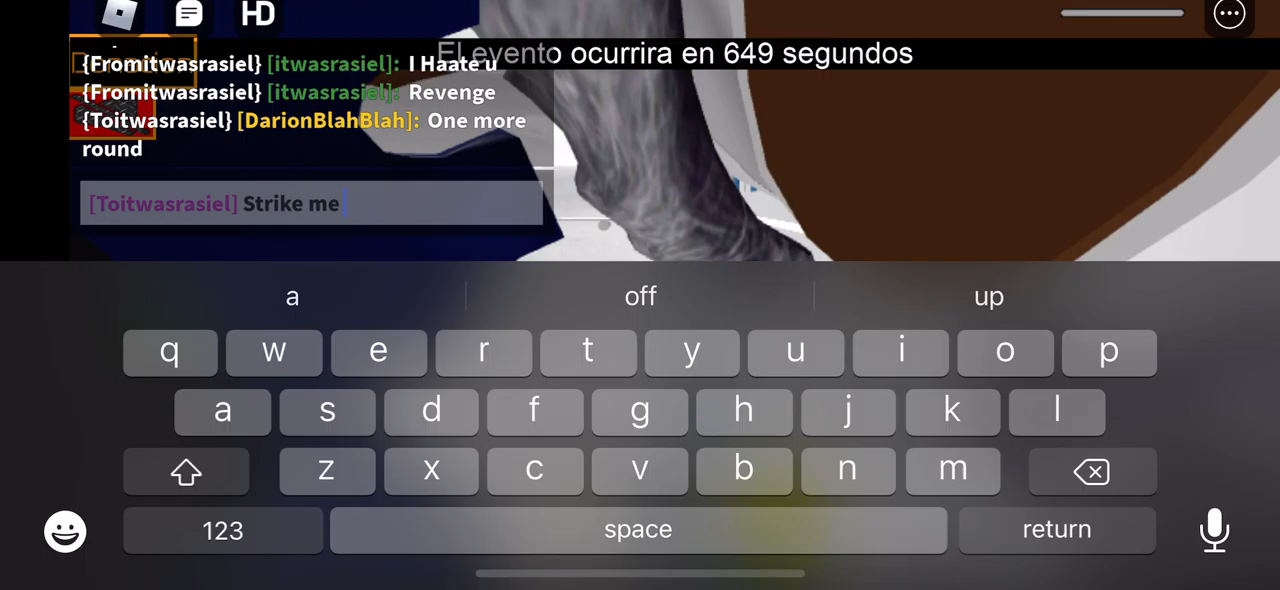 HD
El evento ocurrira en 649 segundos
{Fromitwasrasiel} [itwasrasiel]: I Haate u
{Fromitwasrasiel} [itwasrasiel]: Revenge
{Toitwasrasiel} [DarionBlahBlah]: One more
round
[Toitwasrasiel] Strike me
a off up
q w e r t y u i o p
a s d f g h j k l
z x c v b n m
123 space return